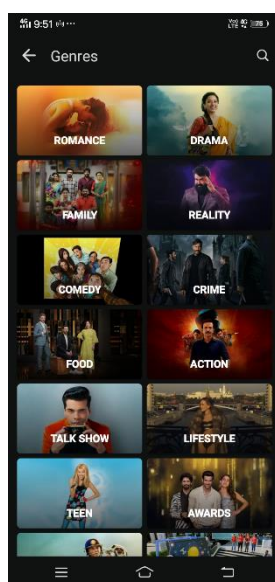 9:51
Genres
ROMANCE
DRAMA
FAMILY
REALITY
COMEDY
CRIME
FOOD
ACTION
TALK SHOW
LIFESTYLE
TEEN
AWARDS